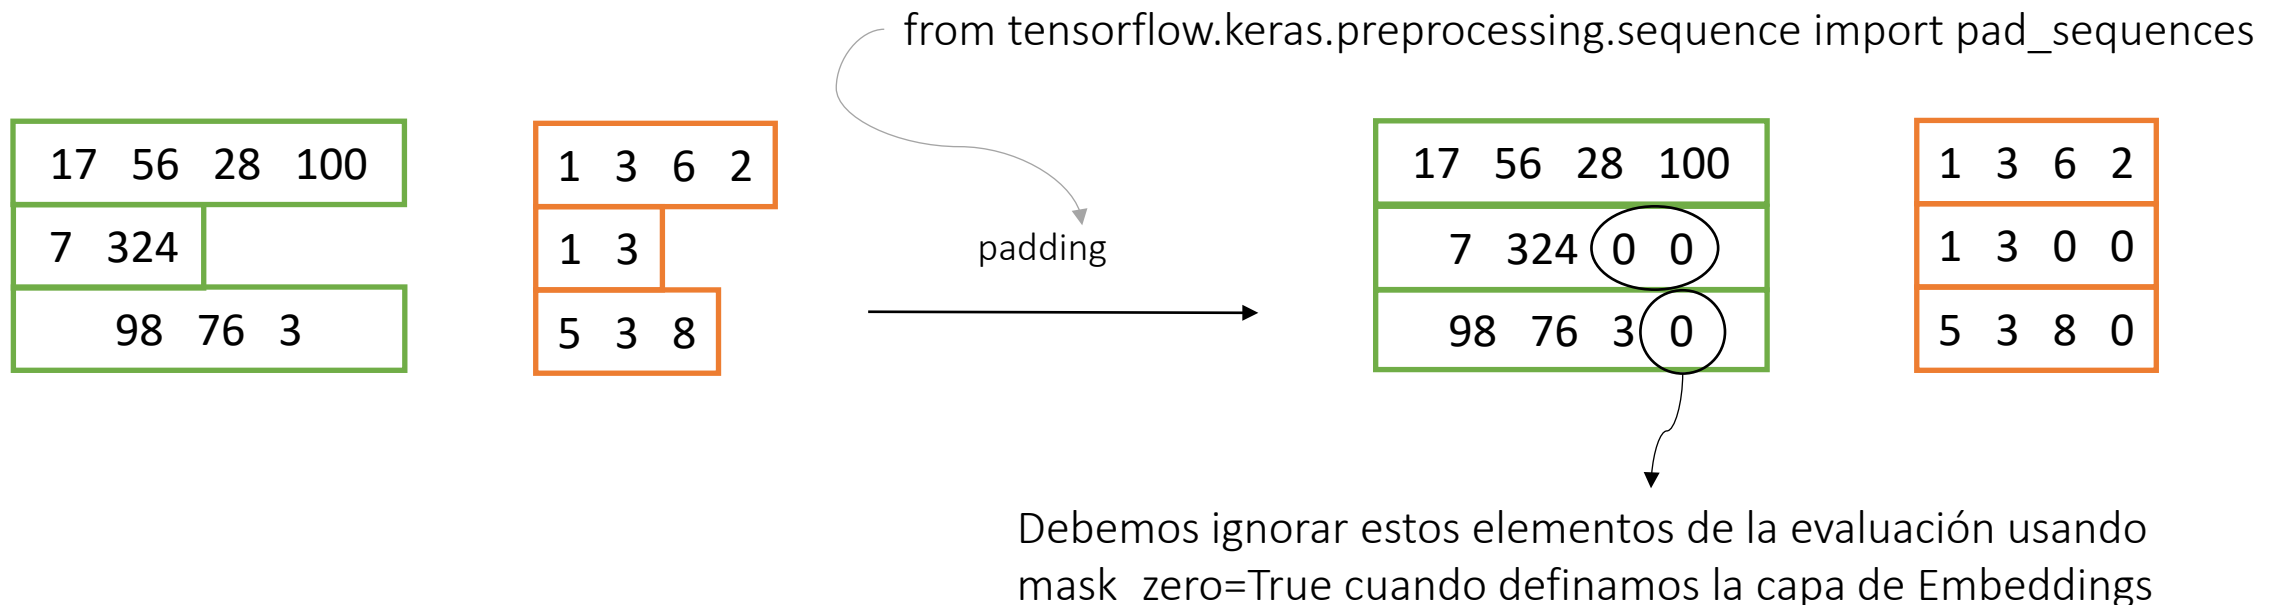 from tensorflow.keras.preprocessing.sequence import pad_sequences
17 56 28 100
7 324
98 76 3
1 3 6 2
1 3
5 3 8
padding
17 56 28 100
7 324 0 0
98 76 3 0
1 3 6 2
1 3 0 0
5 3 8 0
Debemos ignorar estos elementos de la evaluación usando
mask_zero=True cuando definamos la capa de Embeddings